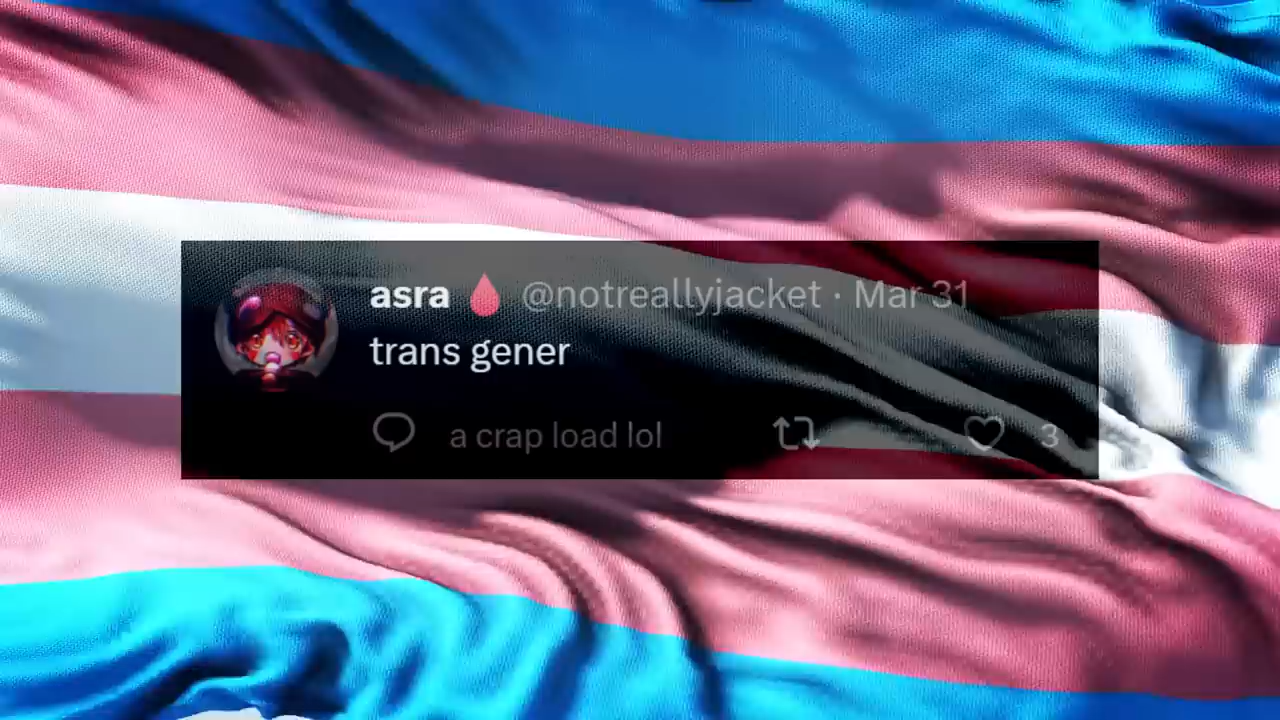 asra 🩸 @notreallyjacket · Mar 31
trans gener
a crap load lol 3